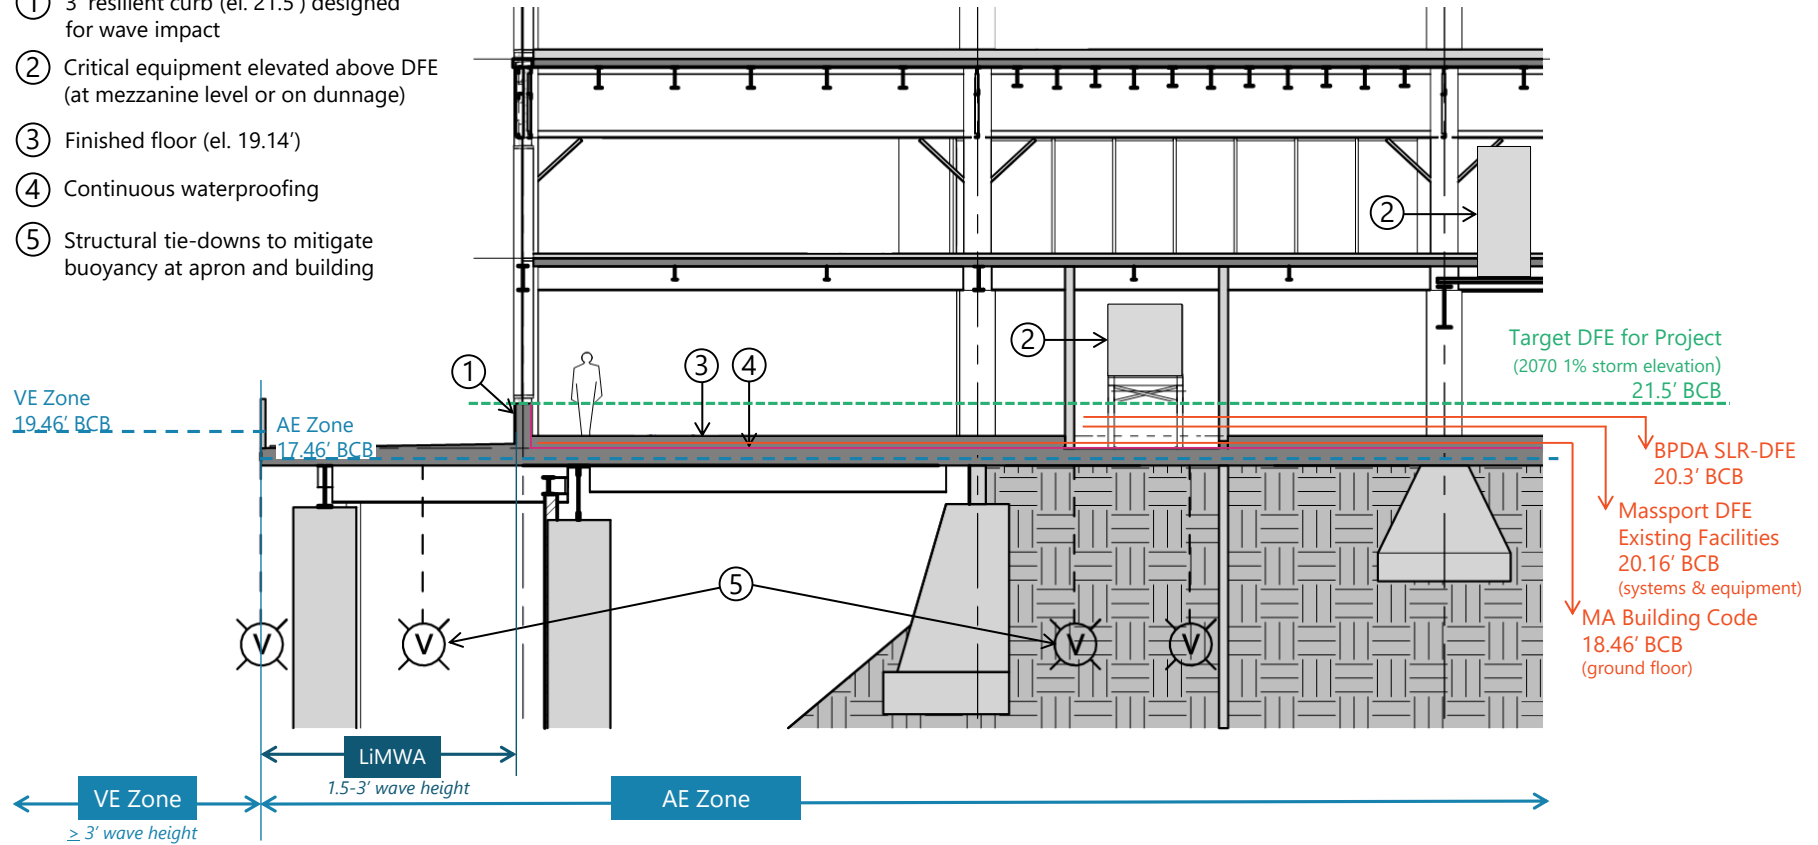 1 3' resilient curb (el. 21.5') designed
for wave impact
2 Critical equipment elevated above DFE
(at mezzanine level or on dunnage)
3 Finished floor (el. 19.14')
4 Continuous waterproofing
5 Structural tie-downs to mitigate
buoyancy at apron and building
2
2
1
3
4
5
Target DFE for Project
(2070 1% storm elevation)
21.5' BCB
VE Zone
19.46' BCB
AE Zone
17.46' BCB
BPDA SLR-DFE
20.3' BCB
Massport DFE
Existing Facilities
20.16' BCB
(systems & equipment)
MA Building Code
18.46' BCB
(ground floor)
V
V
V
V
LiMWA
1.5-3' wave height
VE Zone
≥ 3' wave height
AE Zone